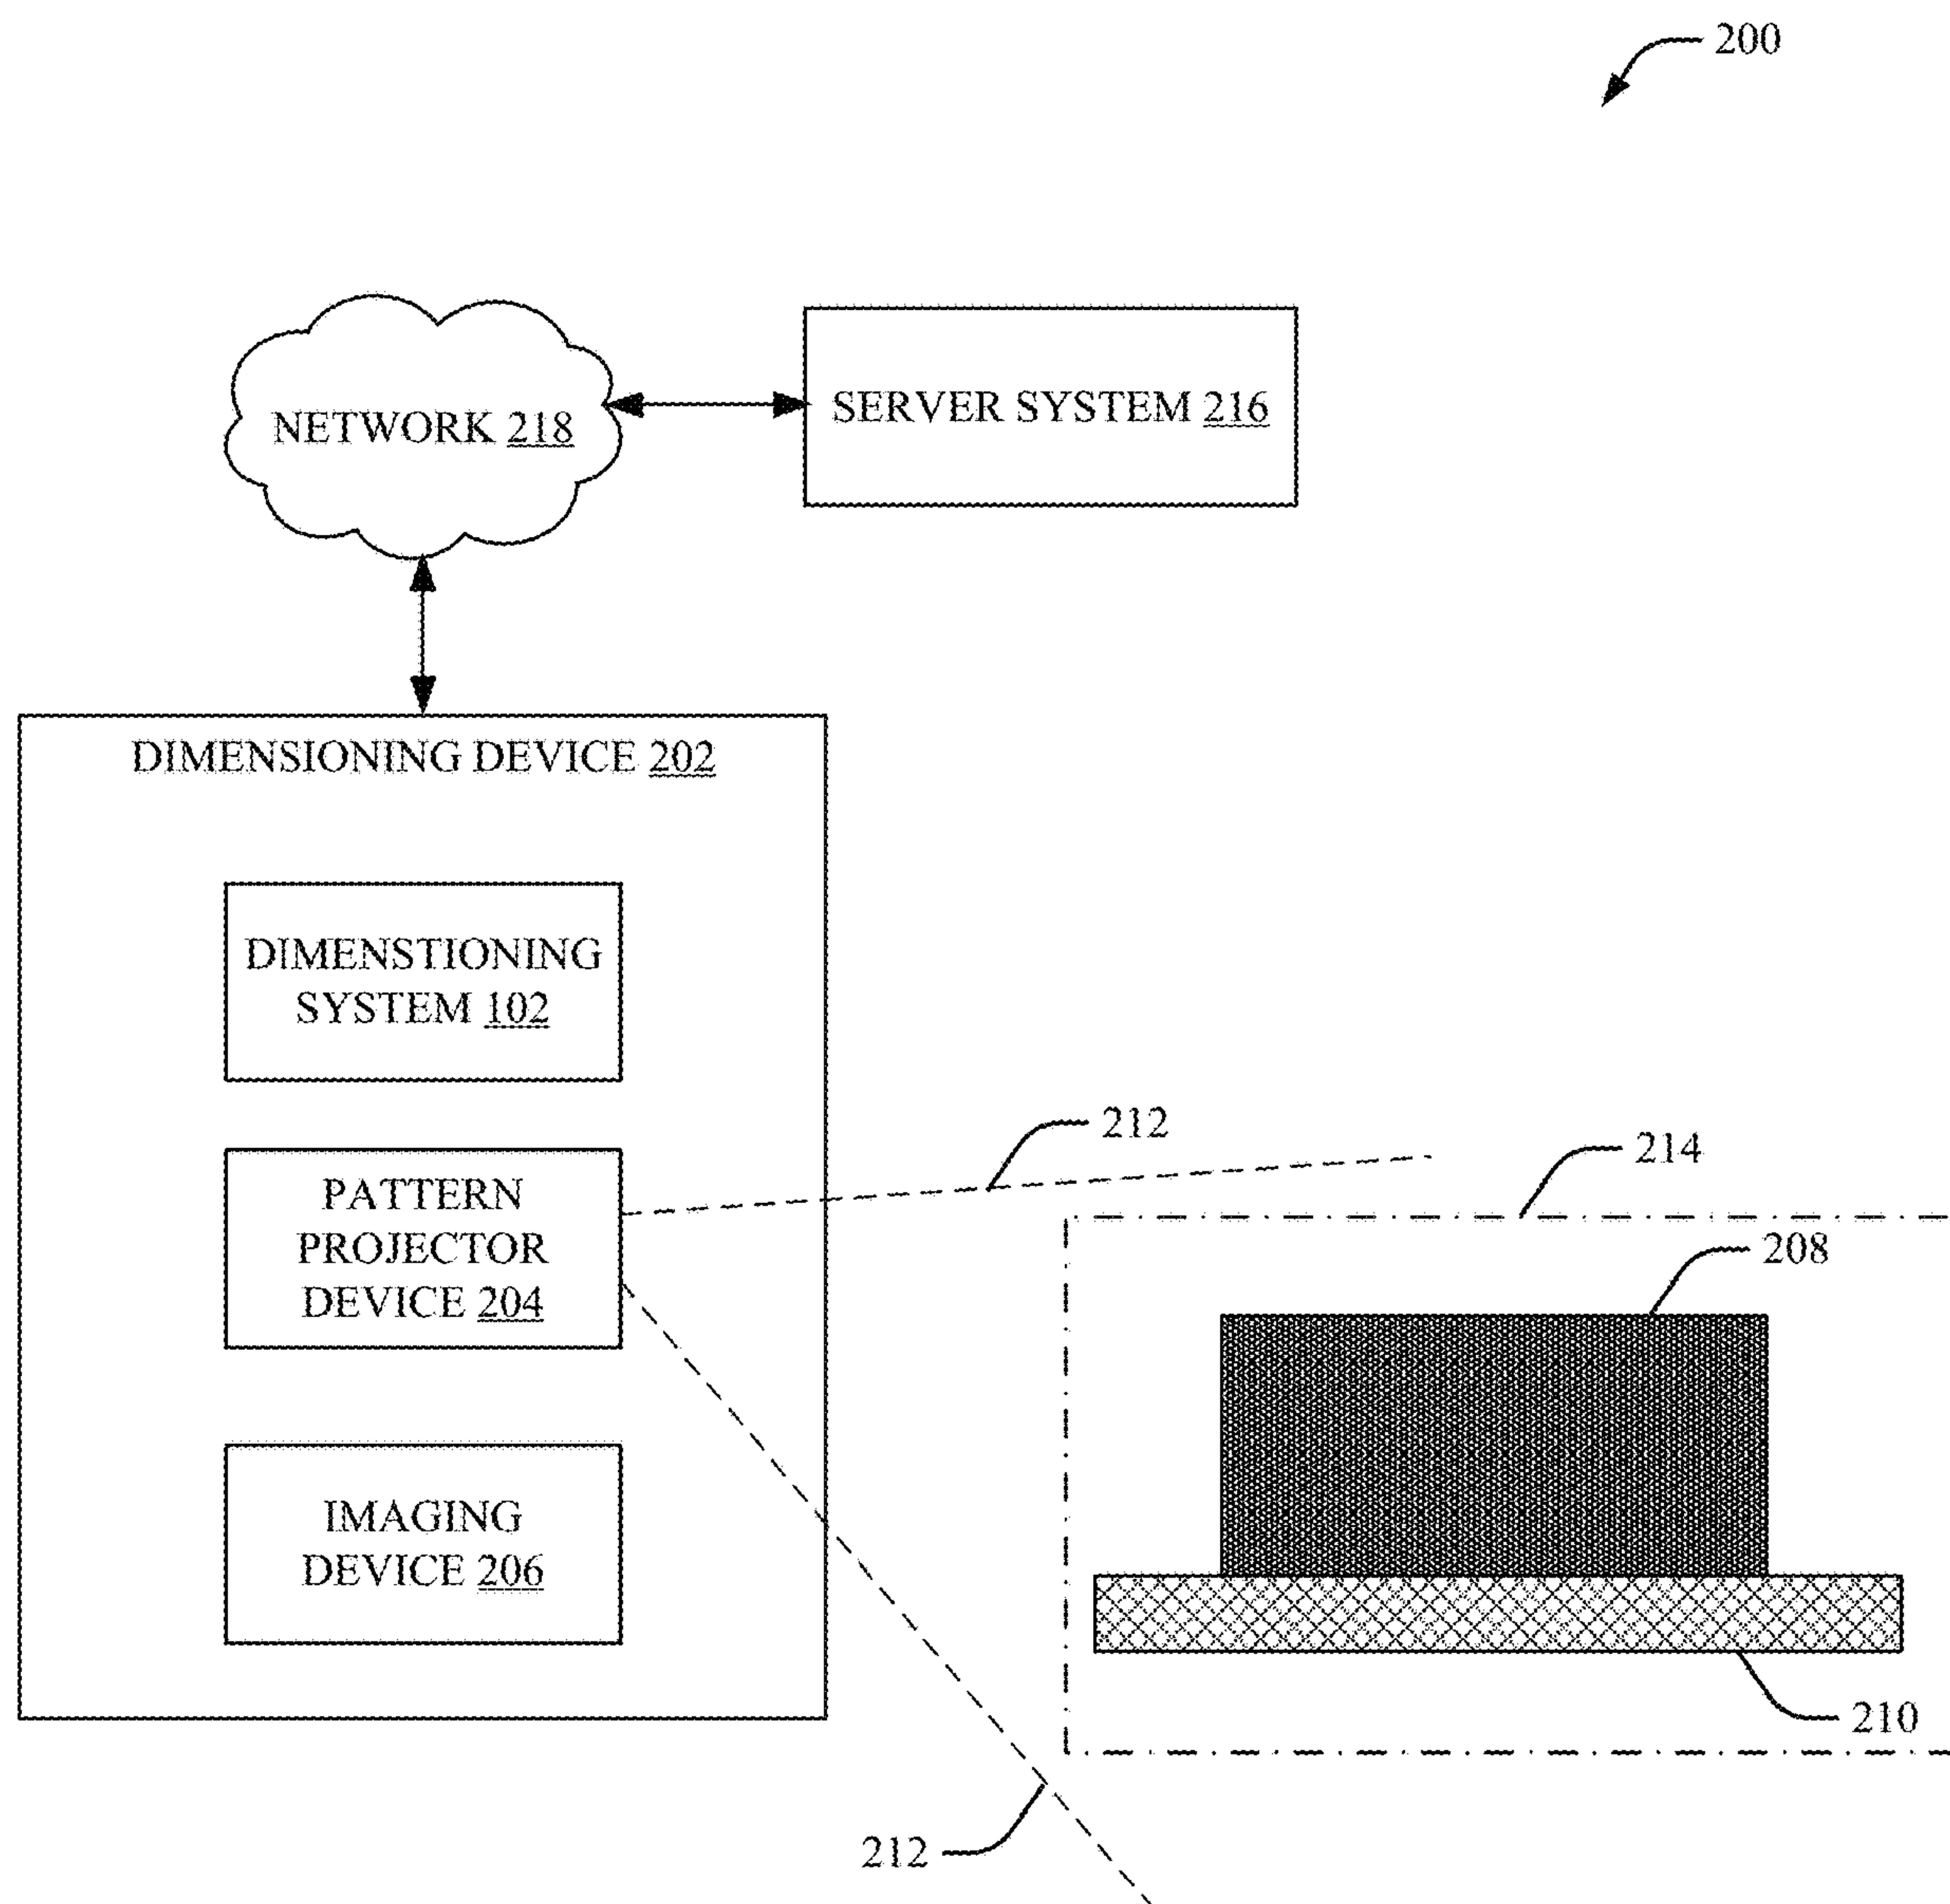 200
NETWORK 218
SERVER SYSTEM 216
DIMENSIONING DEVICE 202
DIMENSTIONING
SYSTEM 102
PATTERN
PROJECTOR
DEVICE 204
IMAGING
DEVICE 206
212
214
208
210
212